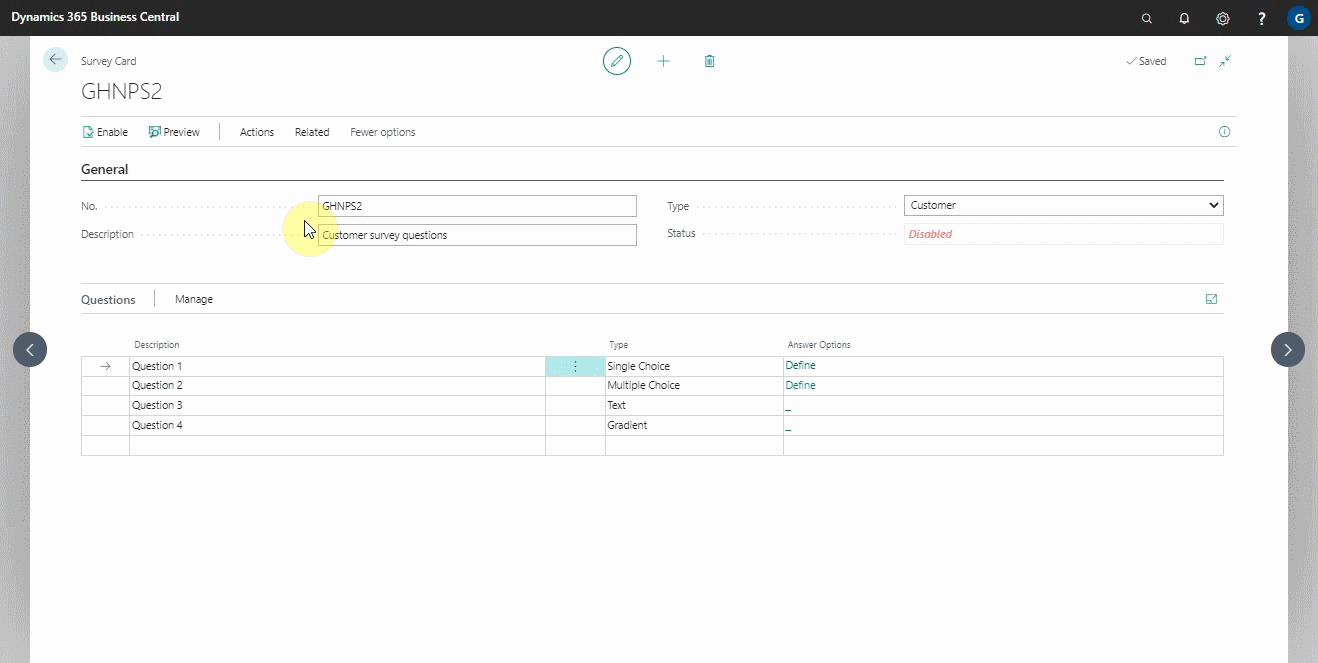 Dynamics 365 Business Central
G
Survey Card
Saved
GHNPS2
Enable Preview Actions Related Fewer options
General
No. GHNPS2 Type Customer
Description Customer survey questions Status Disabled
Questions Manage
Description Type Answer Options
Question 1 Single Choice Define
Question 2 Multiple Choice Define
Question 3 Text _
Question 4 Gradient _